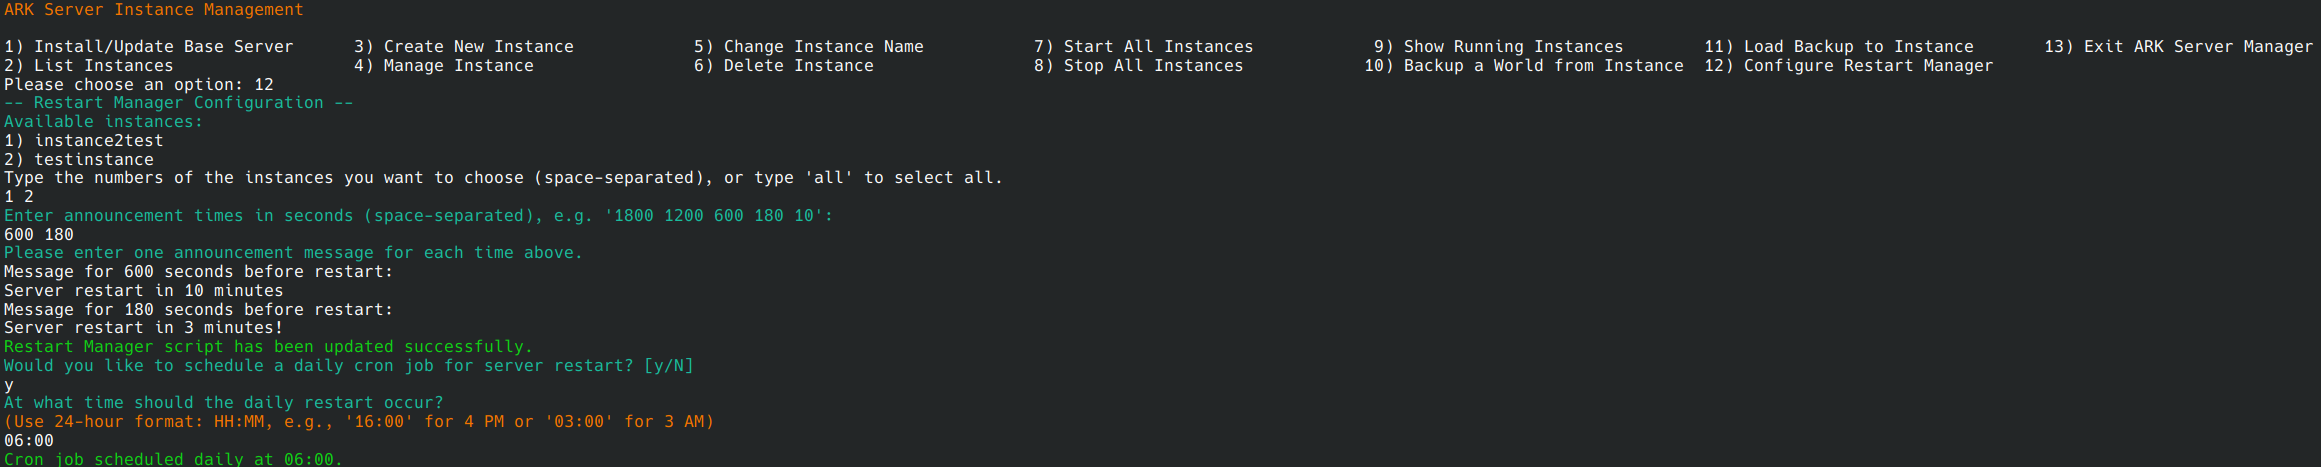 ARK Server Instance Management
1) Install/Update Base Server 3) Create New Instance 5) Change Instance Name 7) Start All Instances 9) Show Running Instances 11) Load Backup to Instance 13) Exit ARK Server Manager
2) List Instances 4) Manage Instance 6) Delete Instance 8) Stop All Instances 10) Backup a World from Instance 12) Configure Restart Manager
Please choose an option: 12
-- Restart Manager Configuration --
Available instances:
1) instance2test
2) testinstance
Type the numbers of the instances you want to choose (space-separated), or type 'all' to select all.
1 2
Enter announcement times in seconds (space-separated), e.g. '1800 1200 600 180 10':
600 180
Please enter one announcement message for each time above.
Message for 600 seconds before restart:
Server restart in 10 minutes
Message for 180 seconds before restart:
Server restart in 3 minutes!
Restart Manager script has been updated successfully.
Would you like to schedule a daily cron job for server restart? [y/N]
y
At what time should the daily restart occur?
(Use 24-hour format: HH:MM, e.g., '16:00' for 4 PM or '03:00' for 3 AM)
06:00
Cron job scheduled daily at 06:00.